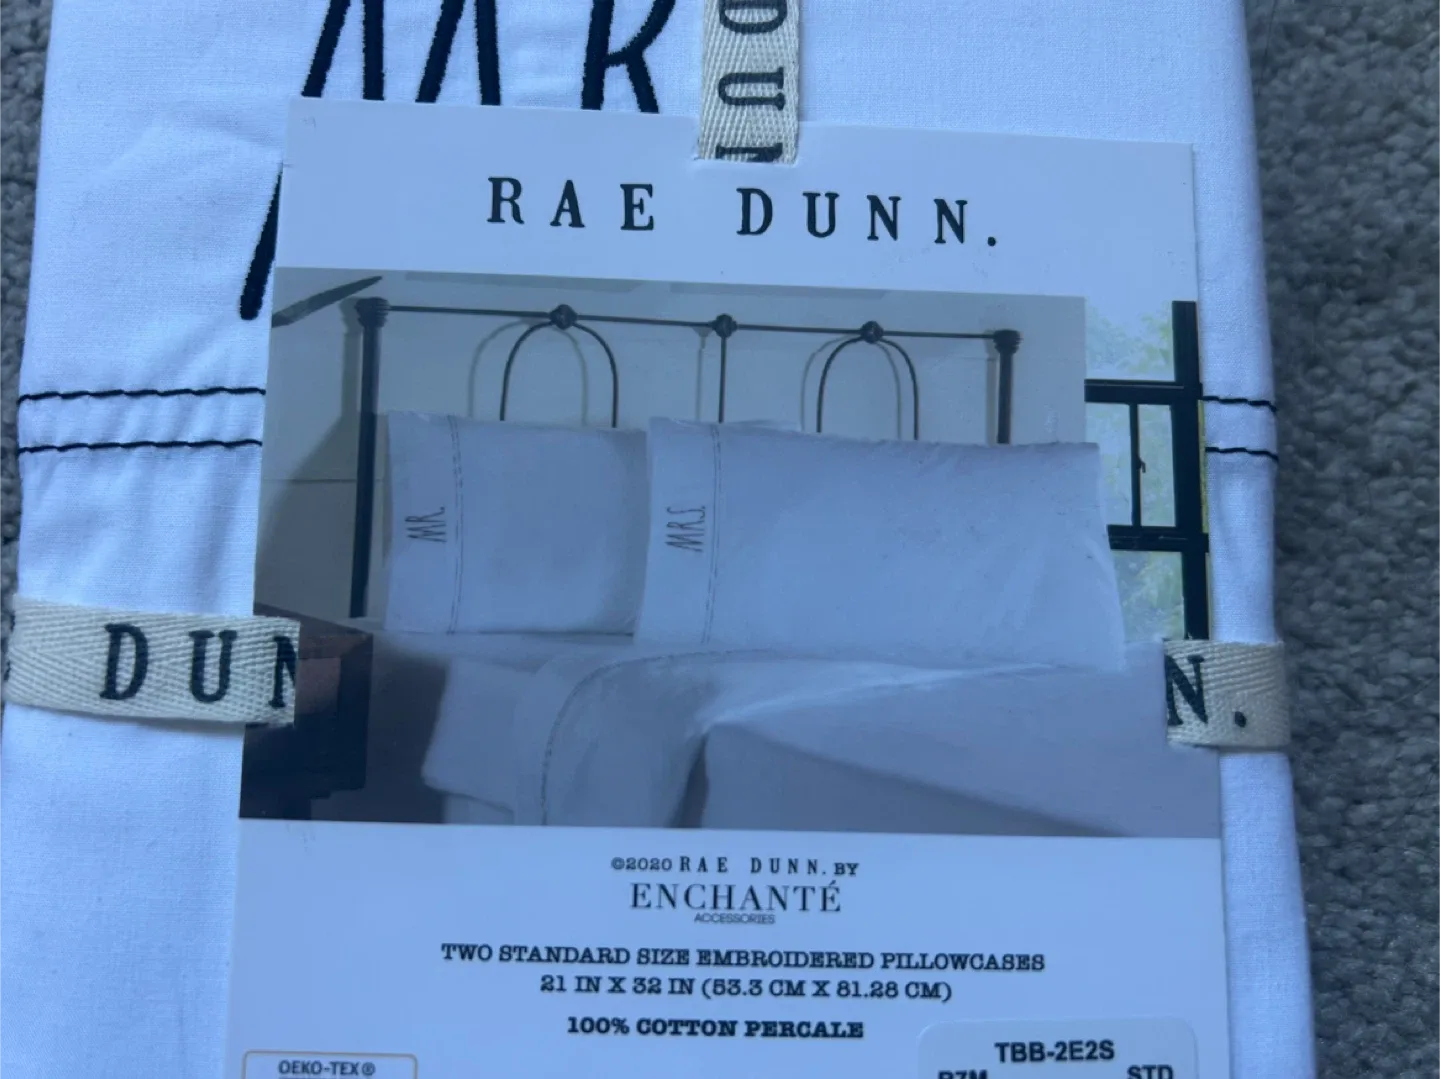 MR
DUN
RAE DUNN.
MR.
MRS.
DUN
N.
©2020 RAE DUNN. BY
ENCHANTÉ
ACCESSORIES
TWO STANDARD SIZE EMBROIDERED PILLOWCASES
21 IN X 32 IN (53.3 CM X 81.28 CM)
100% COTTON PERCALE
OEKO-TEX®
TBB-2E2S
STD